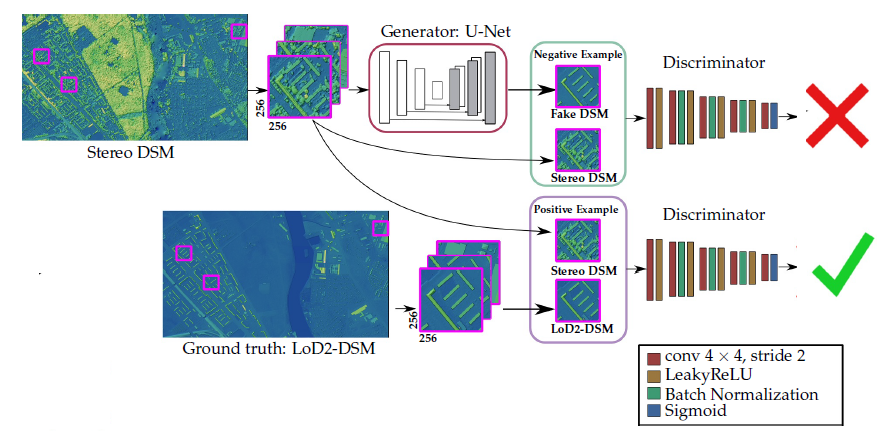 Generator: U-Net
Negative Example
Discriminator
Fake DSM
256
256
Stereo DSM
Stereo DSM
Positive Example
Discriminator
Stereo DSM
LoD2-DSM
256
256
Ground truth: LoD2-DSM
conv 4 × 4, stride 2
LeakyReLU
Batch Normalization
Sigmoid